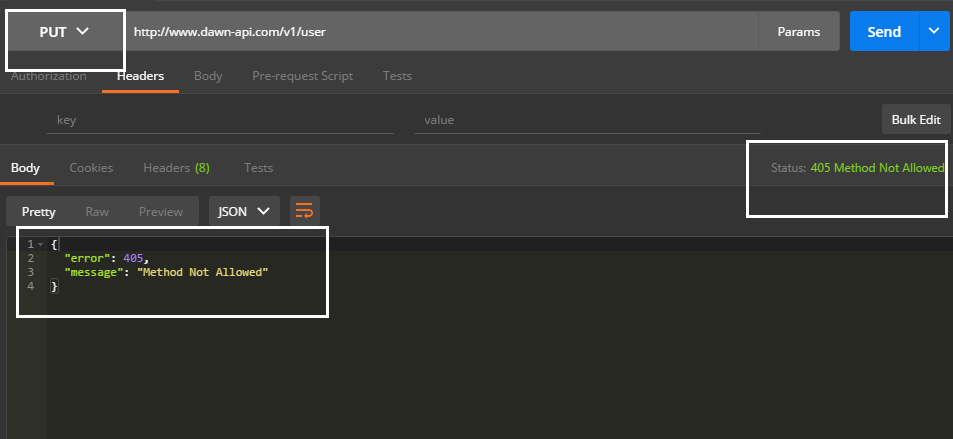 PUT http://www.dawn-api.com/v1/user Params Send
Authorization Headers Body Pre-request Script Tests
key value Bulk Edit
Body Cookies Headers (8) Tests Status: 405 Method Not Allowed
Pretty Raw Preview JSON
1 {
2 "error": 405,
3 "message": "Method Not Allowed"
4 }